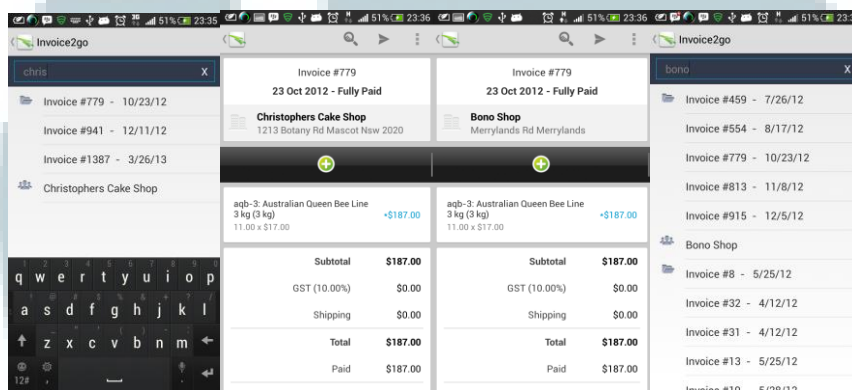 3G 51% 23:35
Invoice2go
chris X
Invoice #779 - 10/23/12
Invoice #941 - 12/11/12
Invoice #1387 - 3/26/13
Christophers Cake Shop
q w e r t y u i o p
a s d f g h j k l
z x c v b n m
12# ,
H 51% 23:36
Invoice #779
23 Oct 2012 - Fully Paid
Christophers Cake Shop
1213 Botany Rd Mascot Nsw 2020
aqb-3: Australian Queen Bee Line
3 kg (3 kg)
11.00 x $17.00
•$187.00
Subtotal $187.00
GST (10.00%) $0.00
Shipping $0.00
Total $187.00
Paid $187.00
H 51% 23:36
Invoice #779
23 Oct 2012 - Fully Paid
Bono Shop
Merrylands Rd Merrylands
aqb-3: Australian Queen Bee Line
3 kg (3 kg)
11.00 x $17.00
•$187.00
Subtotal $187.00
GST (10.00%) $0.00
Shipping $0.00
Total $187.00
Paid $187.00
H 51%
Invoice2go
bono X
Invoice #459 - 7/26/12
Invoice #554 - 8/17/12
Invoice #779 - 10/23/12
Invoice #813 - 11/8/12
Invoice #915 - 12/5/12
Bono Shop
Invoice #8 - 5/25/12
Invoice #32 - 4/12/12
Invoice #31 - 4/12/12
Invoice #13 - 5/25/12